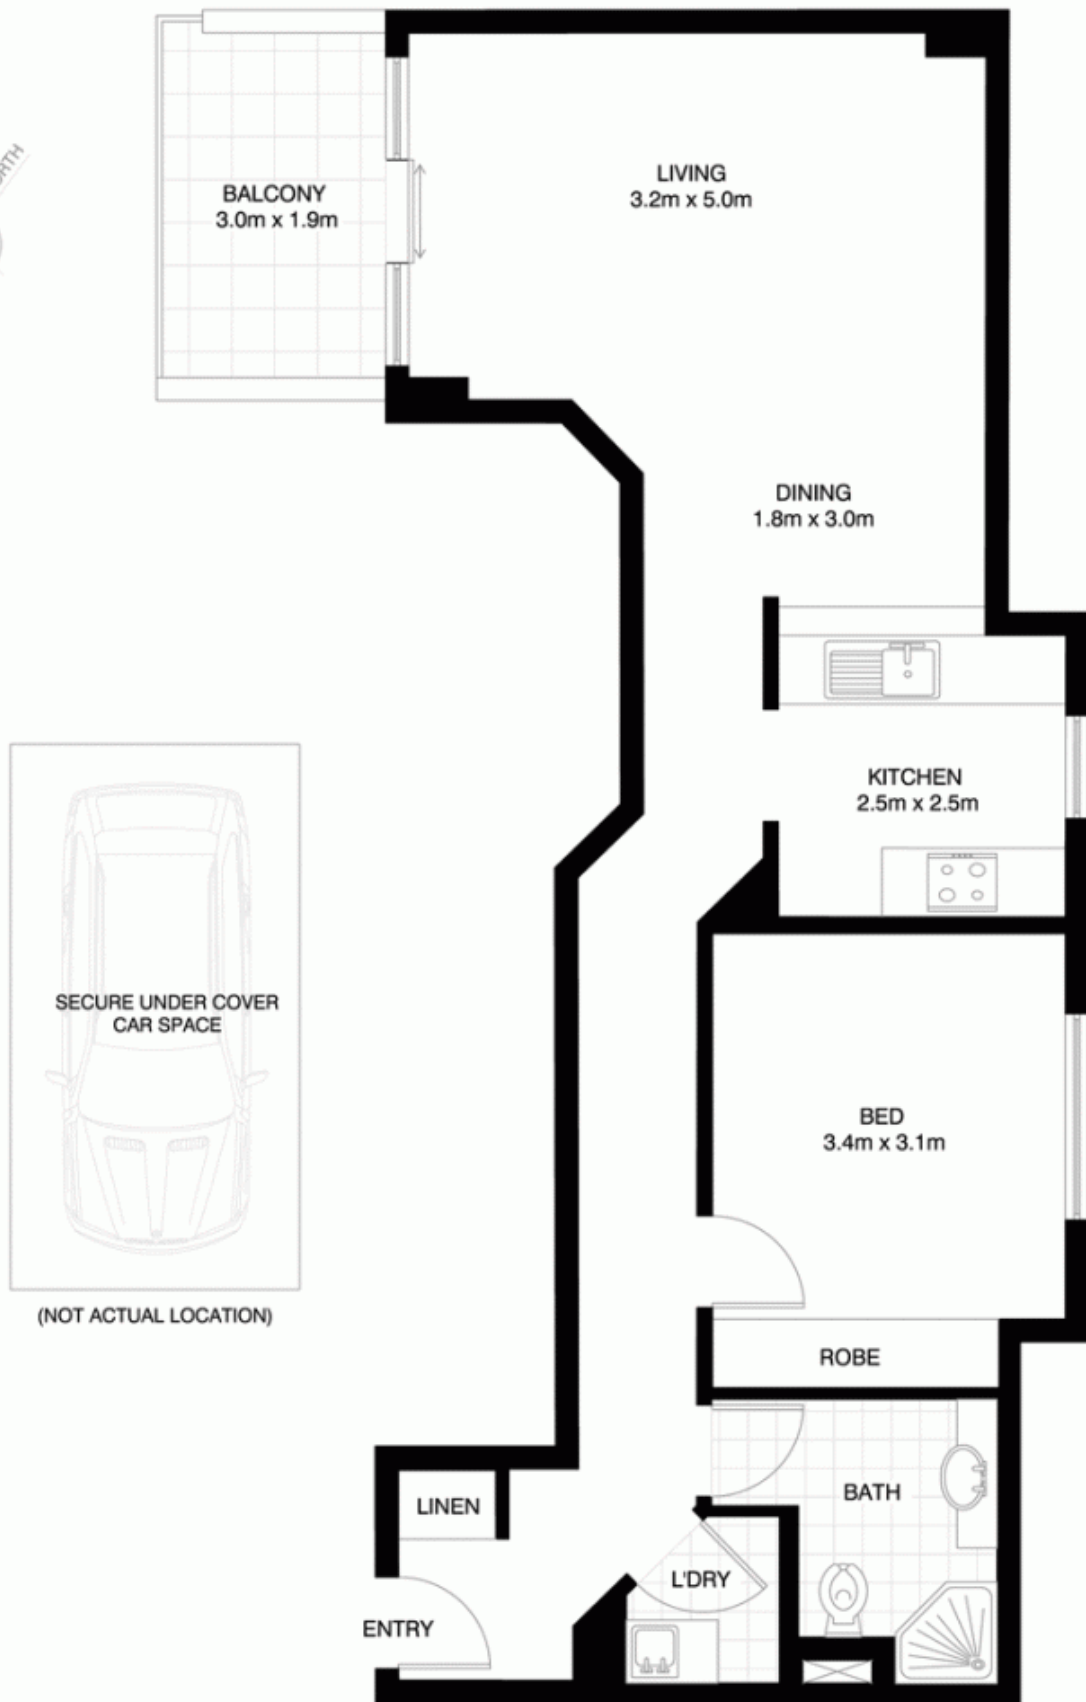 BALCONY
3.0m x 1.9m
LIVING
3.2m x 5.0m
DINING
1.8m x 3.0m
KITCHEN
2.5m x 2.5m
SECURE UNDER COVER
CAR SPACE
(NOT ACTUAL LOCATION)
BED
3.4m x 3.1m
ROBE
BATH
LINEN
L'DRY
ENTRY